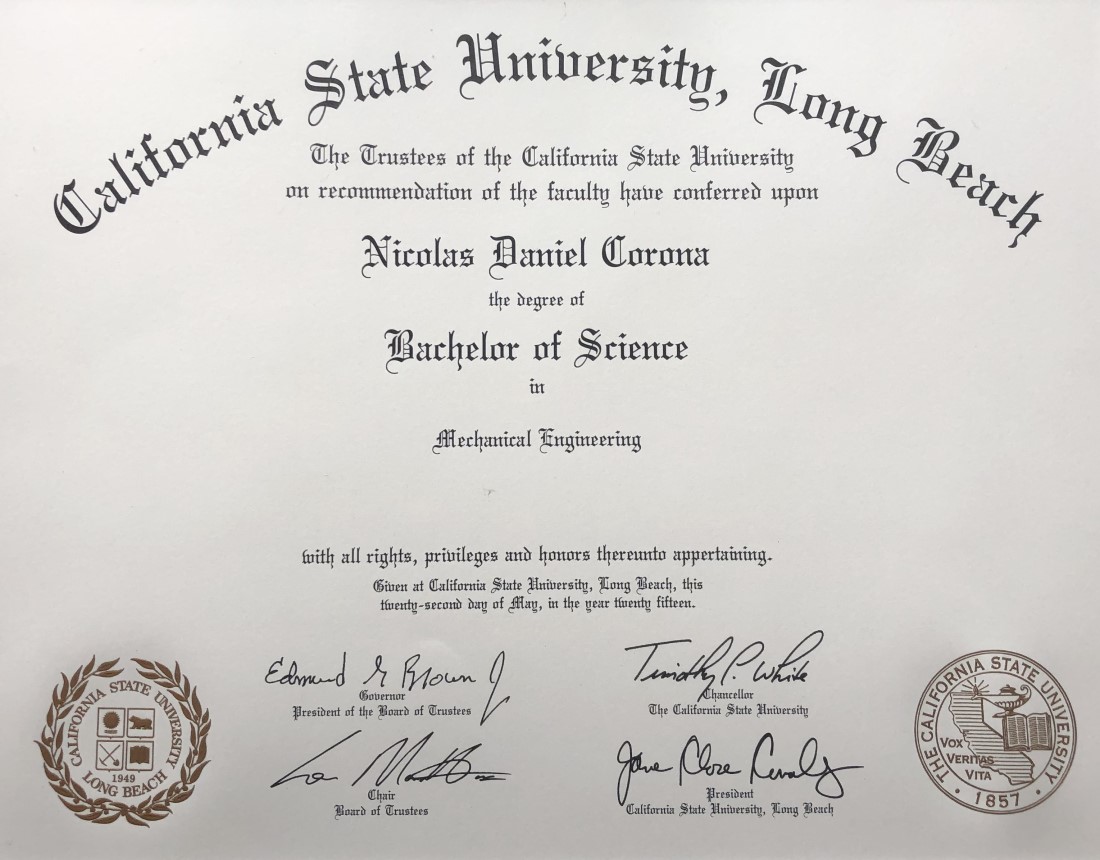 California State University, Long Beach
The Trustees of the California State University
on recommendation of the faculty have conferred upon
Nicolas Daniel Corona
the degree of
Bachelor of Science
in
Mechanical Engineering
with all rights, privileges and honors thereunto appertaining.
Given at California State University, Long Beach, this
twenty-second day of May, in the year twenty fifteen.
Edmund G Brown Jr
Governor
President of the Board of Trustees
Timothy P. White
Chancellor
The California State University
Chair
Board of Trustees
Jane Close Conoley
President
California State University, Long Beach
CALIFORNIA STATE UNIVERSITY
1949
LONG BEACH
THE CALIFORNIA STATE UNIVERSITY
VOX
VERITAS
VITA
1857